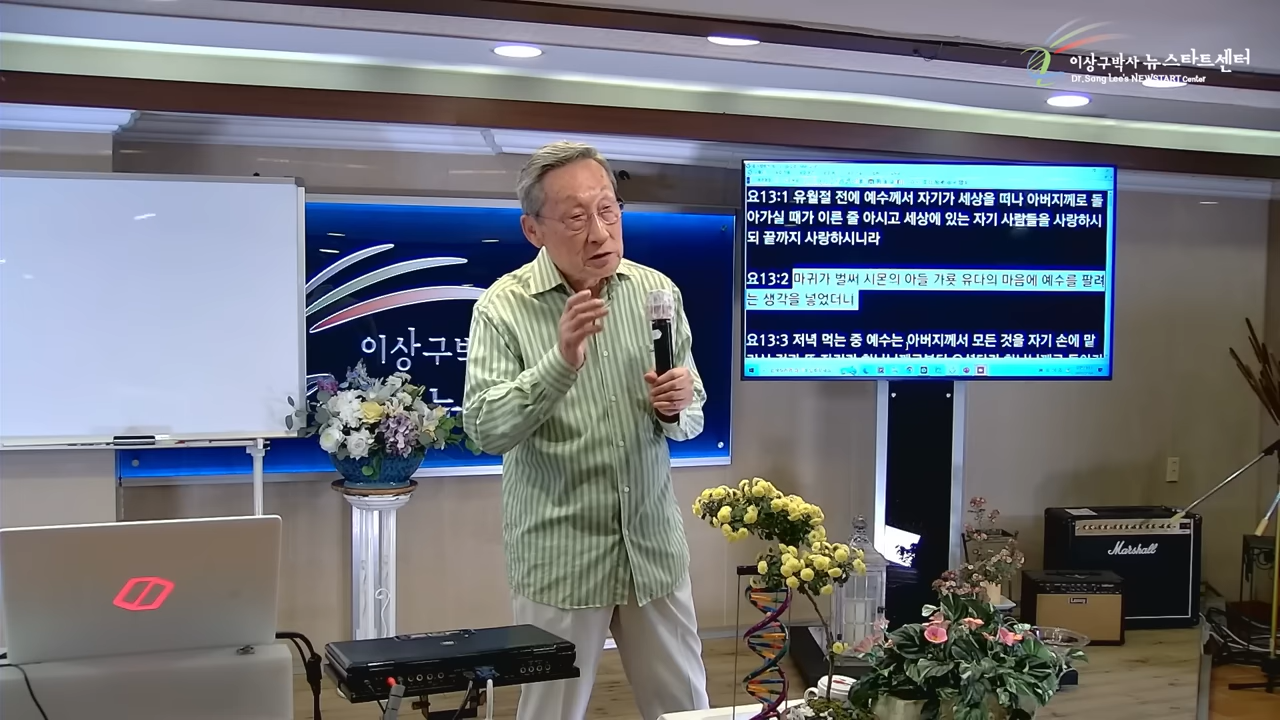 이상구박사 뉴스타트센터
Dr. Sang Lee's NEWSTART Center
요13:1 유월절 전에 예수께서 자기가 세상을 떠나 아버지께로 돌
아가실 때가 이른 줄 아시고 세상에 있는 자기 사람들을 사랑하시
되 끝까지 사랑하시니라
요13:2 마귀가 벌써 시몬의 아들 가룟 유다의 마음에 예수를 팔려
는 생각을 넣었더니
요13:3 저녁 먹는 중 예수는 아버지께서 모든 것을 자기 손에 맡
이상구
Marshall
Laney